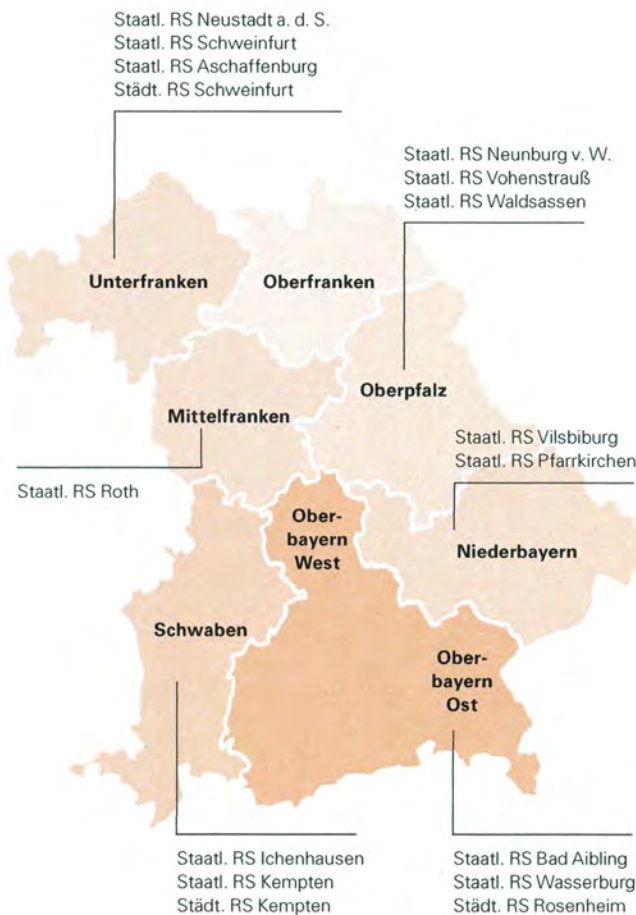 Staatl. RS Neustadt a. d. S.
Staatl. RS Schweinfurt
Staatl. RS Aschaffenburg
Städt. RS Schweinfurt
Staatl. RS Neunburg v. W.
Staatl. RS Vohenstrauß
Staatl. RS Waldsassen
Unterfranken
Oberfranken
Oberpfalz
Mittelfranken
Staatl. RS Vilsbiburg
Staatl. RS Pfarrkirchen
Staatl. RS Roth
Ober-
bayern
West
Niederbayern
Schwaben
Ober-
bayern
Ost
Staatl. RS Ichenhausen
Staatl. RS Kempten
Städt. RS Kempten
Staatl. RS Bad Aibling
Staatl. RS Wasserburg
Städt. RS Rosenheim